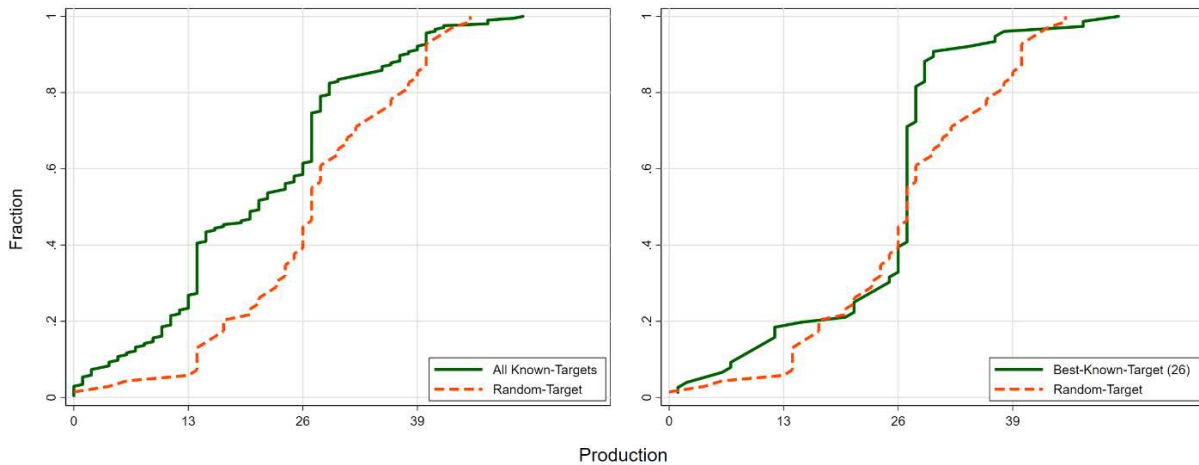 Fraction
1
.8
.6
.4
.2
0
0 13 26 39
All Known-Targets
Random-Target
1
.8
.6
.4
.2
0
0 13 26 39
Best-Known-Target (26)
Random-Target
Production